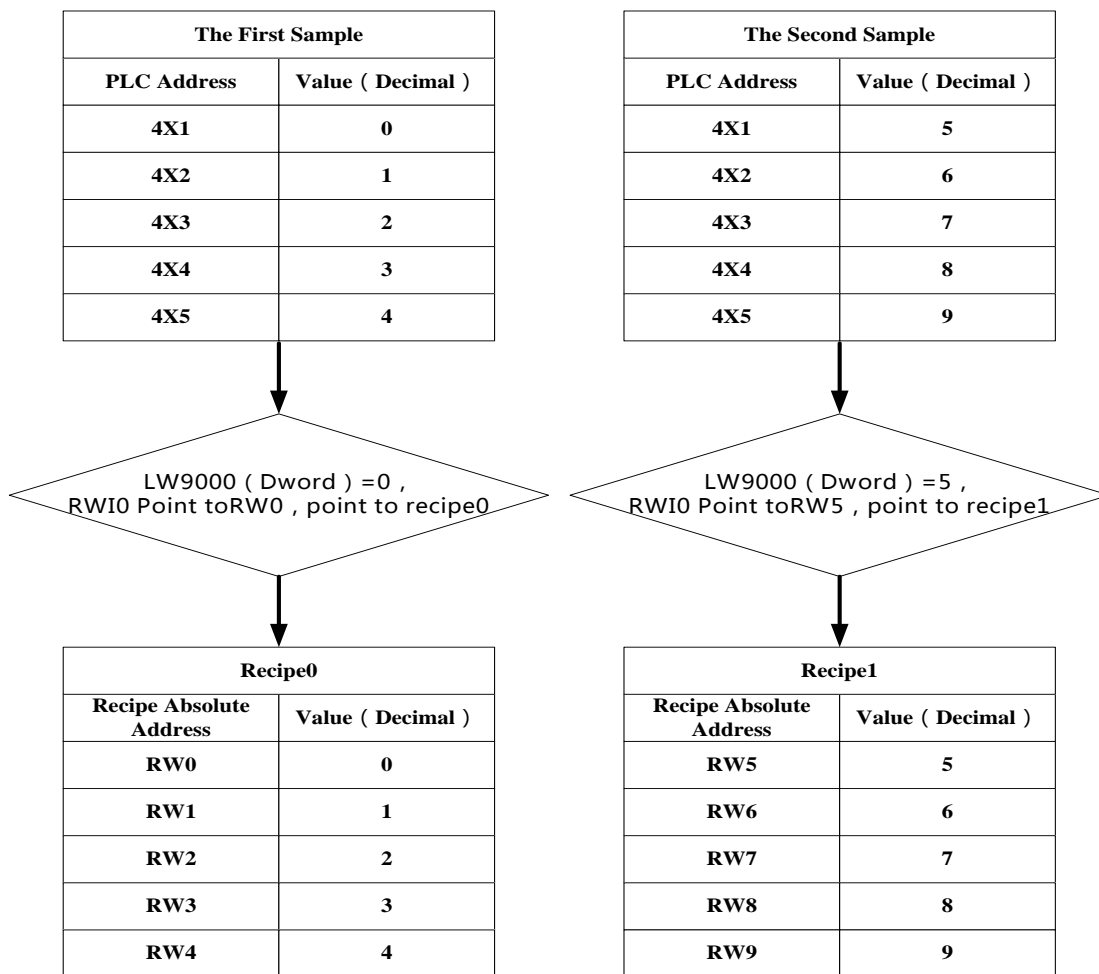 The First Sample
PLC Address Value ( Decimal )
4X1 0
4X2 1
4X3 2
4X4 3
4X5 4
LW9000 ( Dword ) =0 ,
RWI0 Point toRW0 , point to recipe0
Recipe0
Recipe Absolute
Address
Value ( Decimal )
RW0 0
RW1 1
RW2 2
RW3 3
RW4 4
The Second Sample
PLC Address Value ( Decimal )
4X1 5
4X2 6
4X3 7
4X4 8
4X5 9
LW9000 ( Dword ) =5 ,
RWI0 Point toRW5 , point to recipe1
Recipe1
Recipe Absolute
Address
Value ( Decimal )
RW5 5
RW6 6
RW7 7
RW8 8
RW9 9